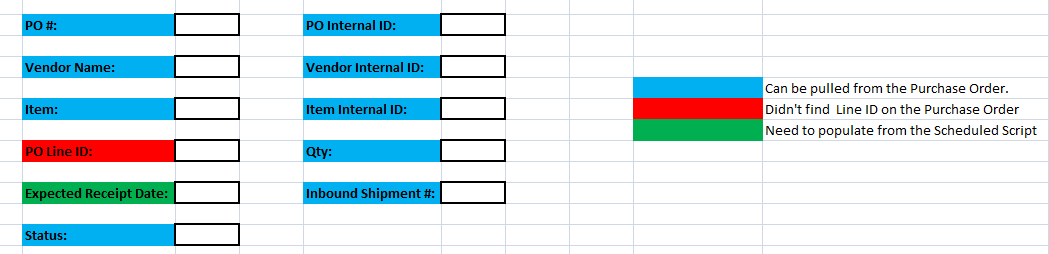 PO #:
PO Internal ID:
Vendor Name:
Vendor Internal ID:
Can be pulled from the Purchase Order.
Item:
Item Internal ID:
Didn't find  Line ID on the Purchase Order
Need to populate from the Scheduled Script
PO Line ID:
Qty:
Expected Receipt Date:
Inbound Shipment #:
Status: